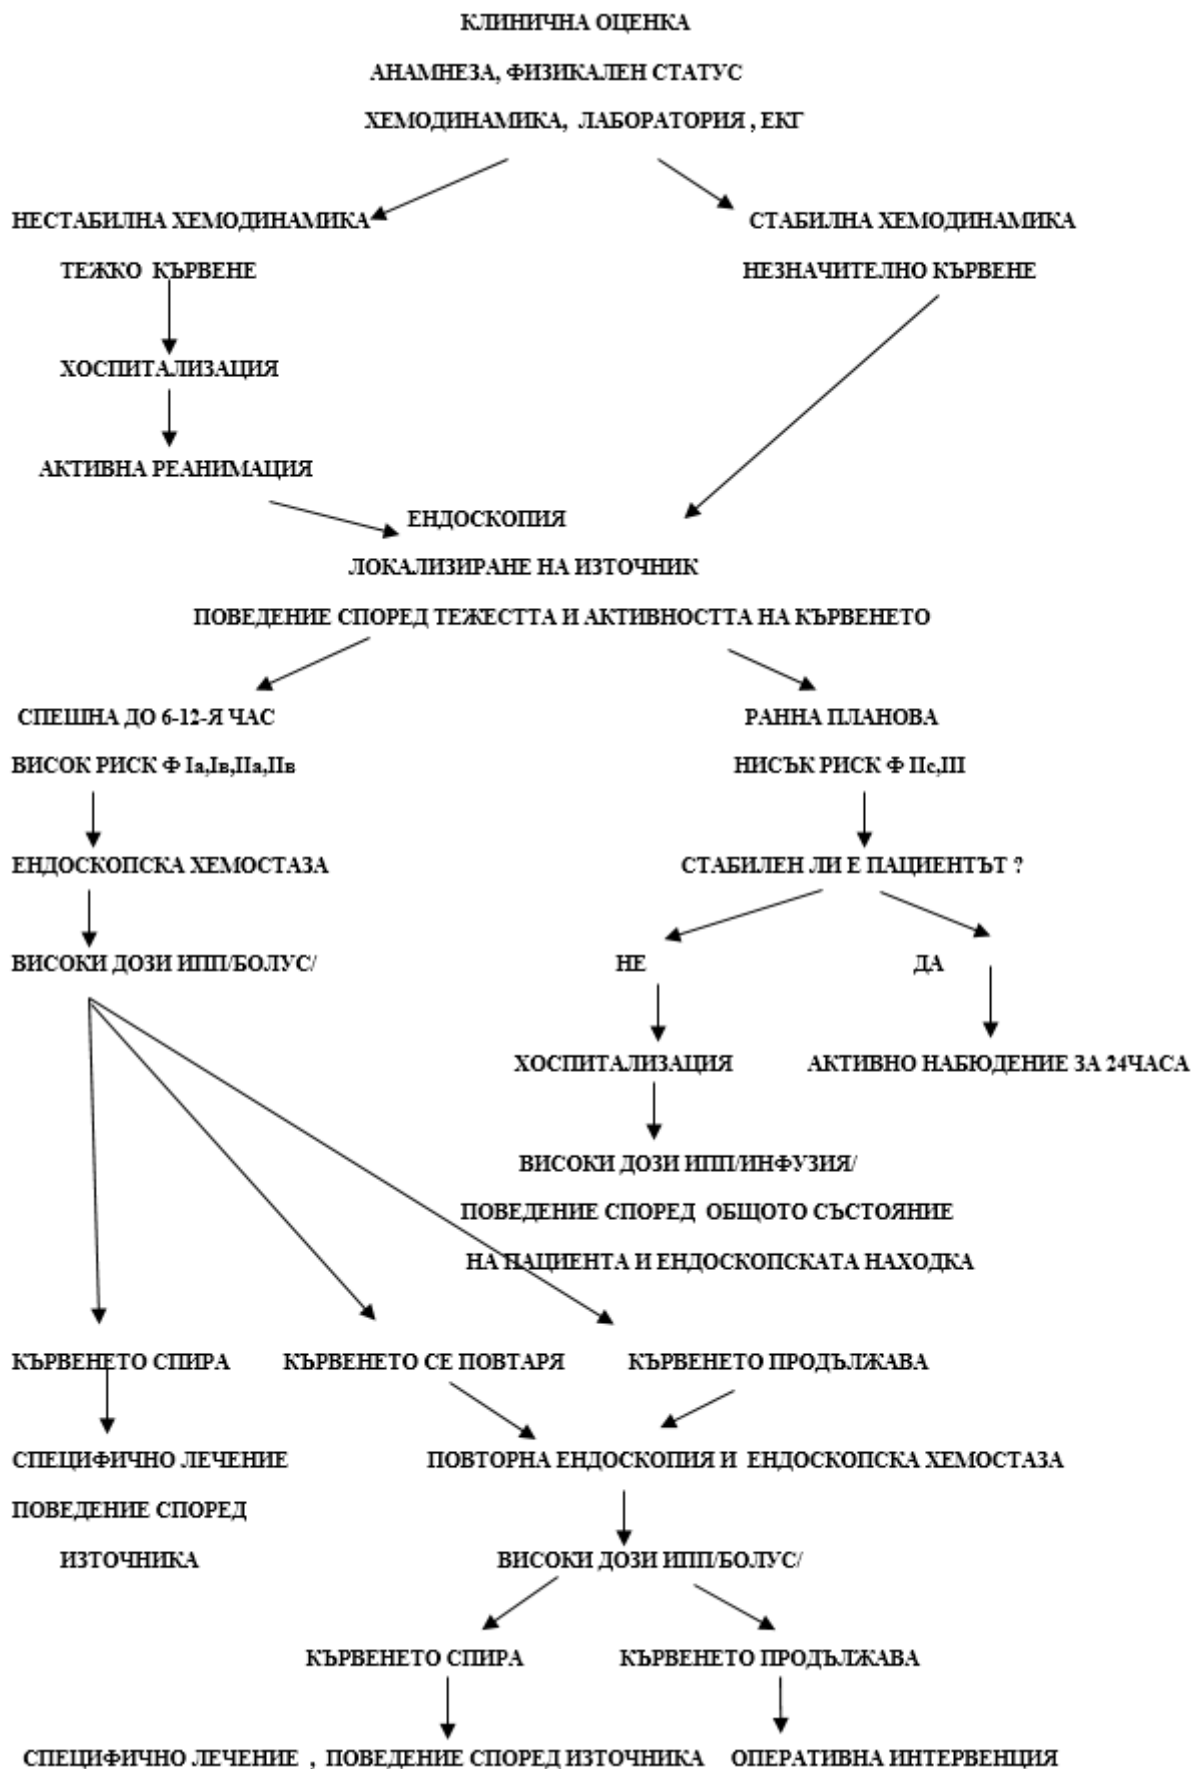 КЛИНИЧНА ОЦЕНКА
АНАМНЕЗА, ФИЗИКАЛЕН СТАТУС
ХЕМОДИНАМИКА, ЛАБОРАТОРИЯ , ЕКГ
НЕСТАБИЛНА ХЕМОДИНАМИКА СТАБИЛНА ХЕМОДИНАМИКА
ТЕЖКО КЪРВЕНЕ НЕЗНАЧИТЕЛНО КЪРВЕНЕ
ХОСПИТАЛИЗАЦИЯ
АКТИВНА РЕАНИМАЦИЯ
ЕНДОСКОПИЯ
ЛОКАЛИЗИРАНЕ НА ИЗТОЧНИК
ПОВЕДЕНИЕ СПОРЕД ТЕЖЕСТТА И АКТИВНОСТТА НА КЪРВЕНЕТО
СПЕШНА ДО 6-12-Я ЧАС РАННА ПЛАНОВА
ВИСОК РИСК Ф Iа,Iв,IIа,IIв НИСЪК РИСК Ф IIс,III
ЕНДОСКОПСКА ХЕМОСТАЗА СТАБИЛЕН ЛИ Е ПАЦИЕНТЪТ ?
ВИСОКИ ДОЗИ ИПП/БОЛУС/ НЕ ДА
ХОСПИТАЛИЗАЦИЯ АКТИВНО НАБЮДЕНИЕ ЗА 24ЧАСА
ВИСОКИ ДОЗИ ИПП/ИНФУЗИЯ/
ПОВЕДЕНИЕ СПОРЕД ОБЩОТО СЪСТОЯНИЕ
НА ПАЦИЕНТА И ЕНДОСКОПСКАТА НАХОДКА
КЪРВЕНЕТО СПИРА КЪРВЕНЕТО СЕ ПОВТАРЯ КЪРВЕНЕТО ПРОДЪЛЖАВА
СПЕЦИФИЧНО ЛЕЧЕНИЕ ПОВТОРНА ЕНДОСКОПИЯ И ЕНДОСКОПСКА ХЕМОСТАЗА
ПОВЕДЕНИЕ СПОРЕД
ИЗТОЧНИКА ВИСОКИ ДОЗИ ИПП/БОЛУС/
КЪРВЕНЕТО СПИРА КЪРВЕНЕТО ПРОДЪЛЖАВА
СПЕЦИФИЧНО ЛЕЧЕНИЕ , ПОВЕДЕНИЕ СПОРЕД ИЗТОЧНИКА ОПЕРАТИВНА ИНТЕРВЕНЦИЯ